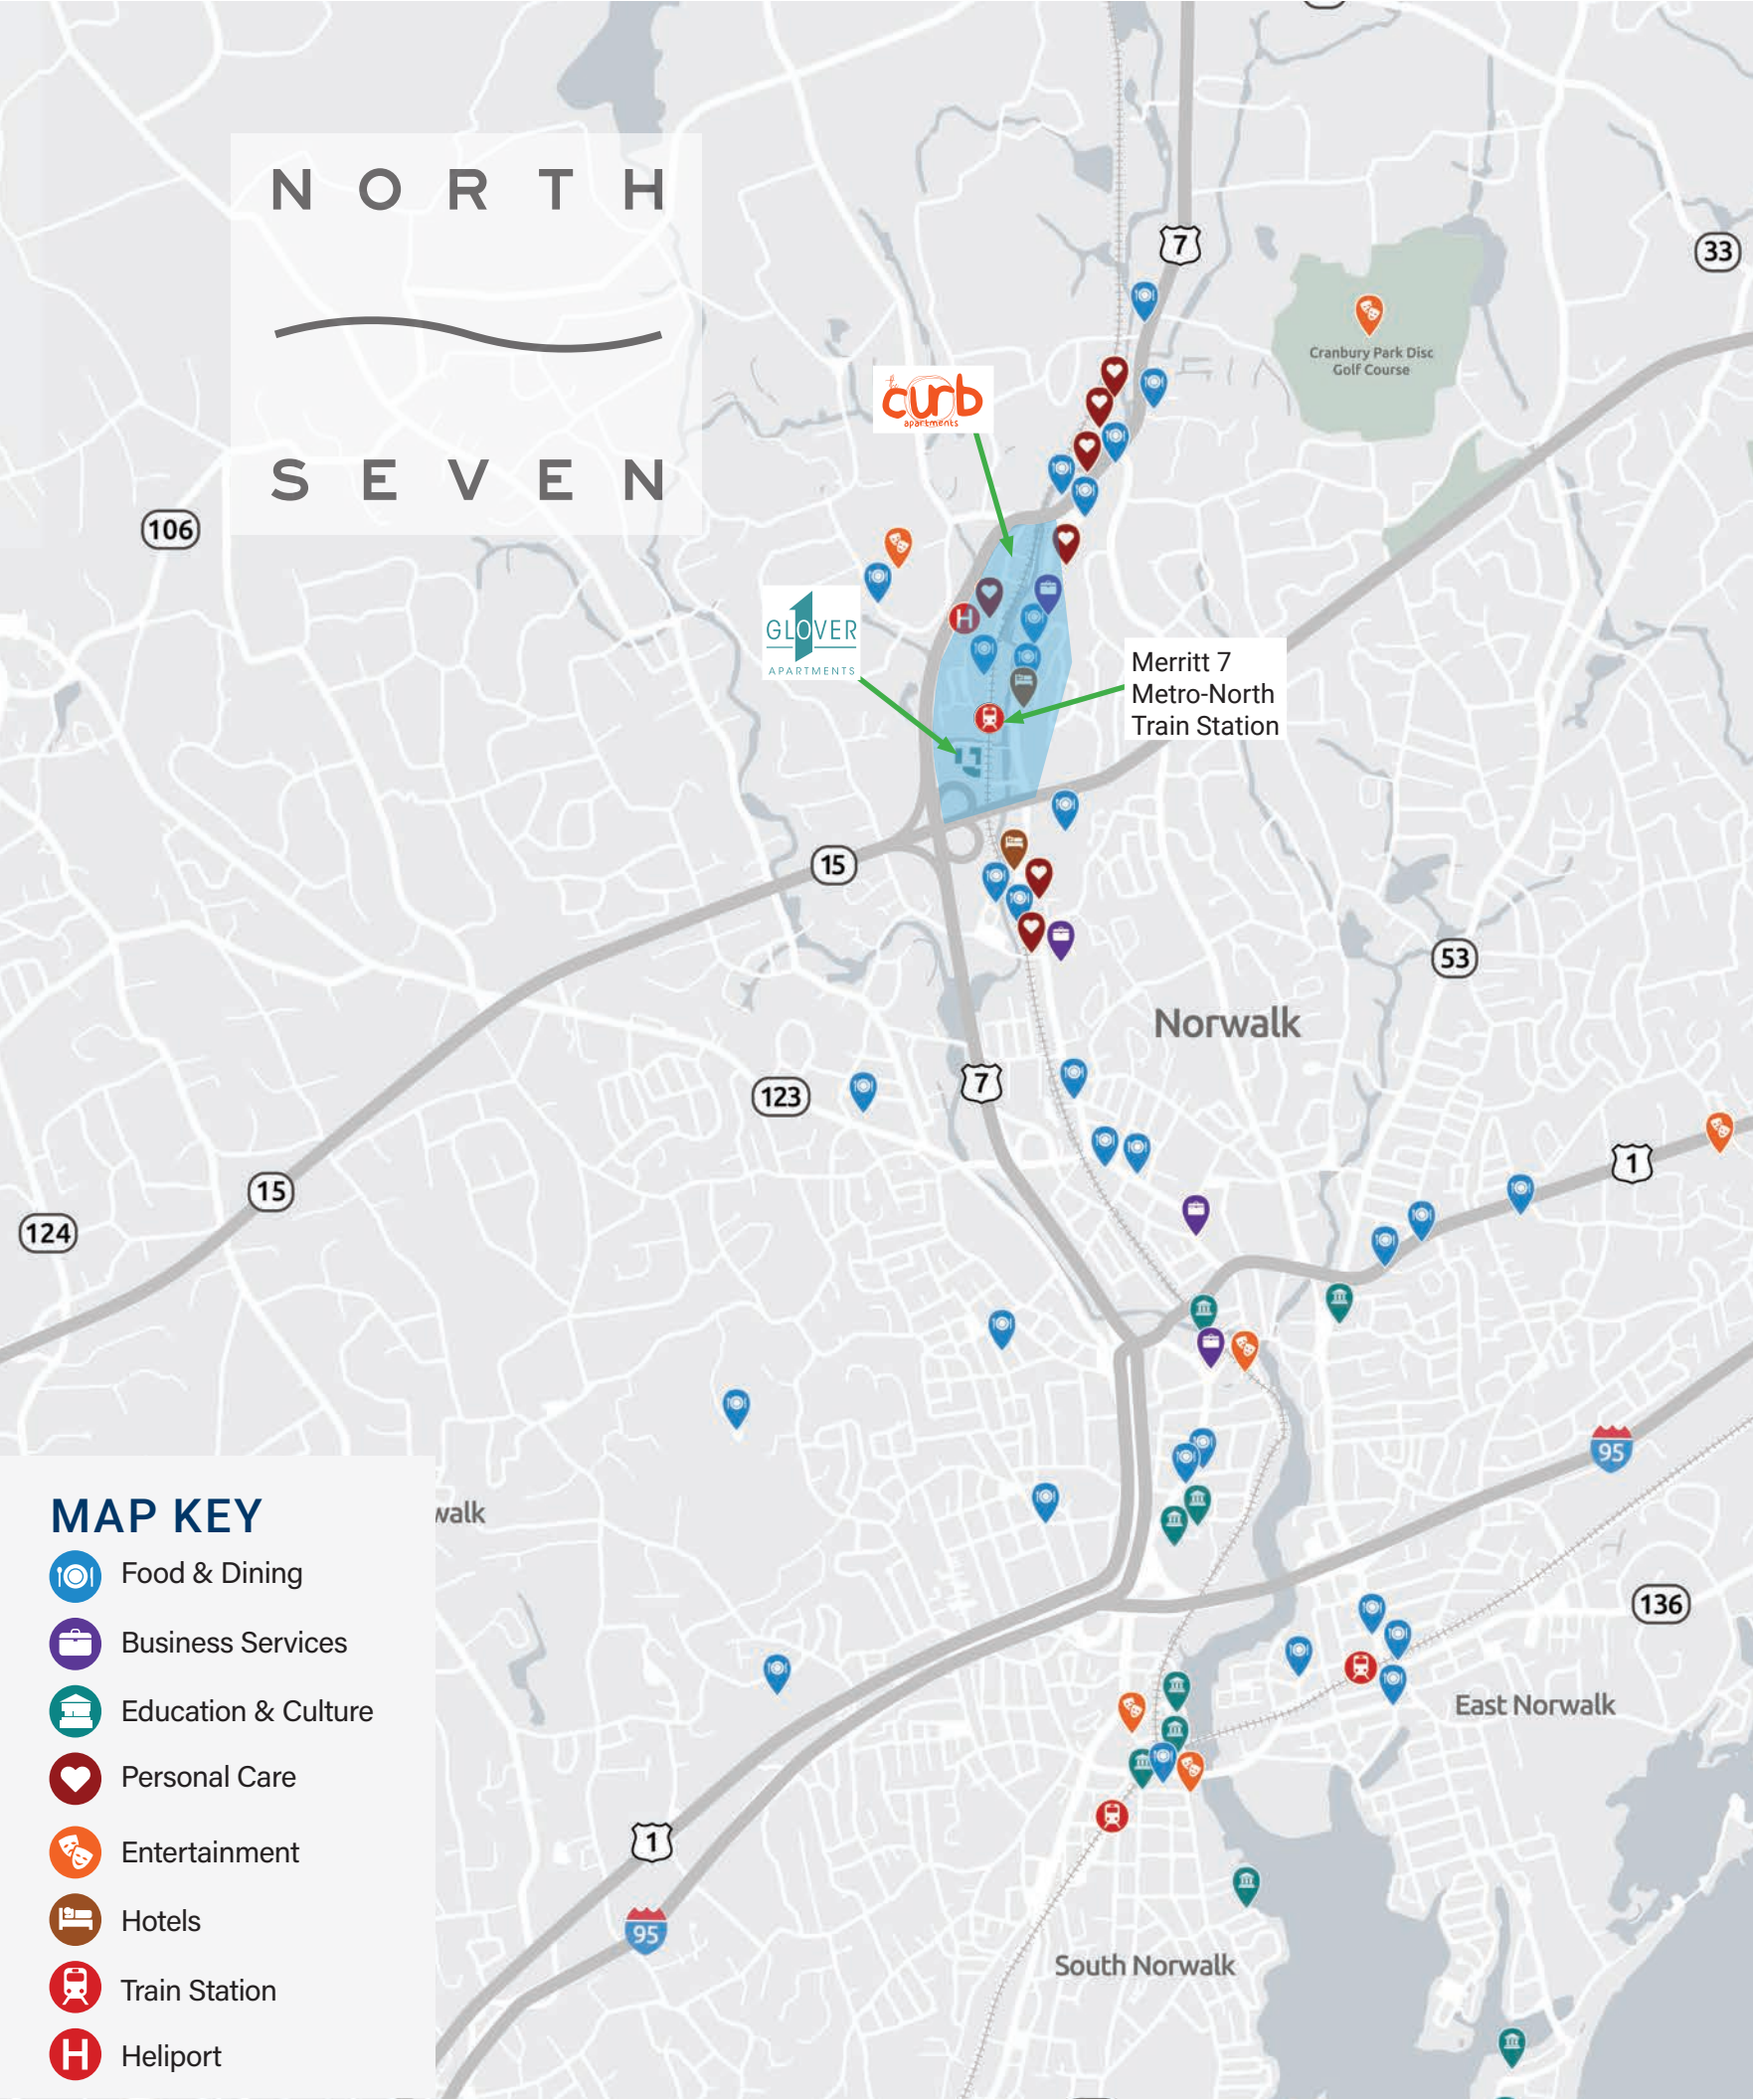 NORTH
SEVEN
7
33
Cranbury Park Disc
Golf Course
the
curb
apartments
106
GLOVER
APARTMENTS
H
Merritt 7
Metro-North
Train Station
15
53
Norwalk
7
123
1
15
124
95
MAP KEY
walk
Food & Dining
Business Services
136
Education & Culture
East Norwalk
Personal Care
1
Entertainment
Hotels
95
South Norwalk
Train Station
H
Heliport